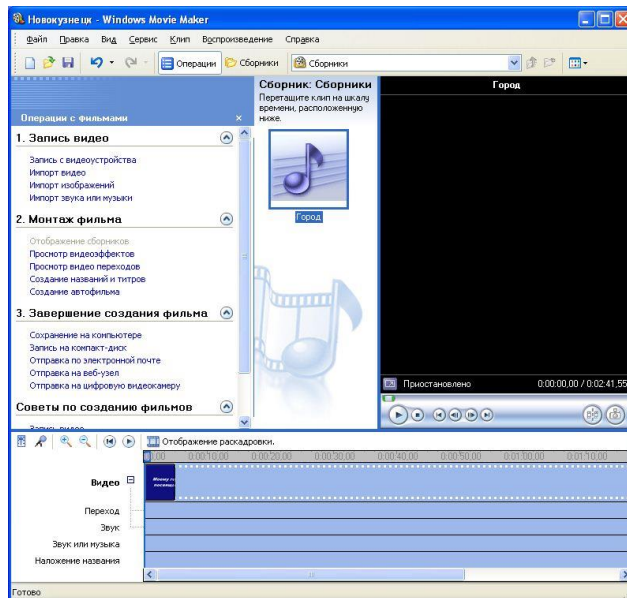 Новокузнецк - Windows Movie Maker
Файл Правка Вид Сервис Клип Воспроизведение Справка
Операции Сборники Сборники
Операции с фильмами
1. Запись видео
Запись с видеоустройства
Импорт видео
Импорт изображений
Импорт звука или музыки
2. Монтаж фильма
Отображение сборников
Просмотр видеоэффектов
Просмотр видео переходов
Создание названий и титров
Создание автофильма
3. Завершение создания фильма
Сохранение на компьютере
Запись на компакт-диск
Отправка по электронной почте
Отправка на веб-узел
Отправка на цифровую видеокамеру
Советы по созданию фильмов
Запись видео
Сборник: Сборники
Перетащите клип на шкалу
времени, расположенную
ниже.
Город
Город
Приостановлено 0:00:00,00 / 0:02:41,55
Отображение раскадровки.
0:00:10,00 0:00:20,00 0:00:30,00 0:00:40,00 0:00:50,00 0:01:00,00 0:01:10,00
Видео
Переход
Звук
Звук или музыка
Наложение названия
Готово